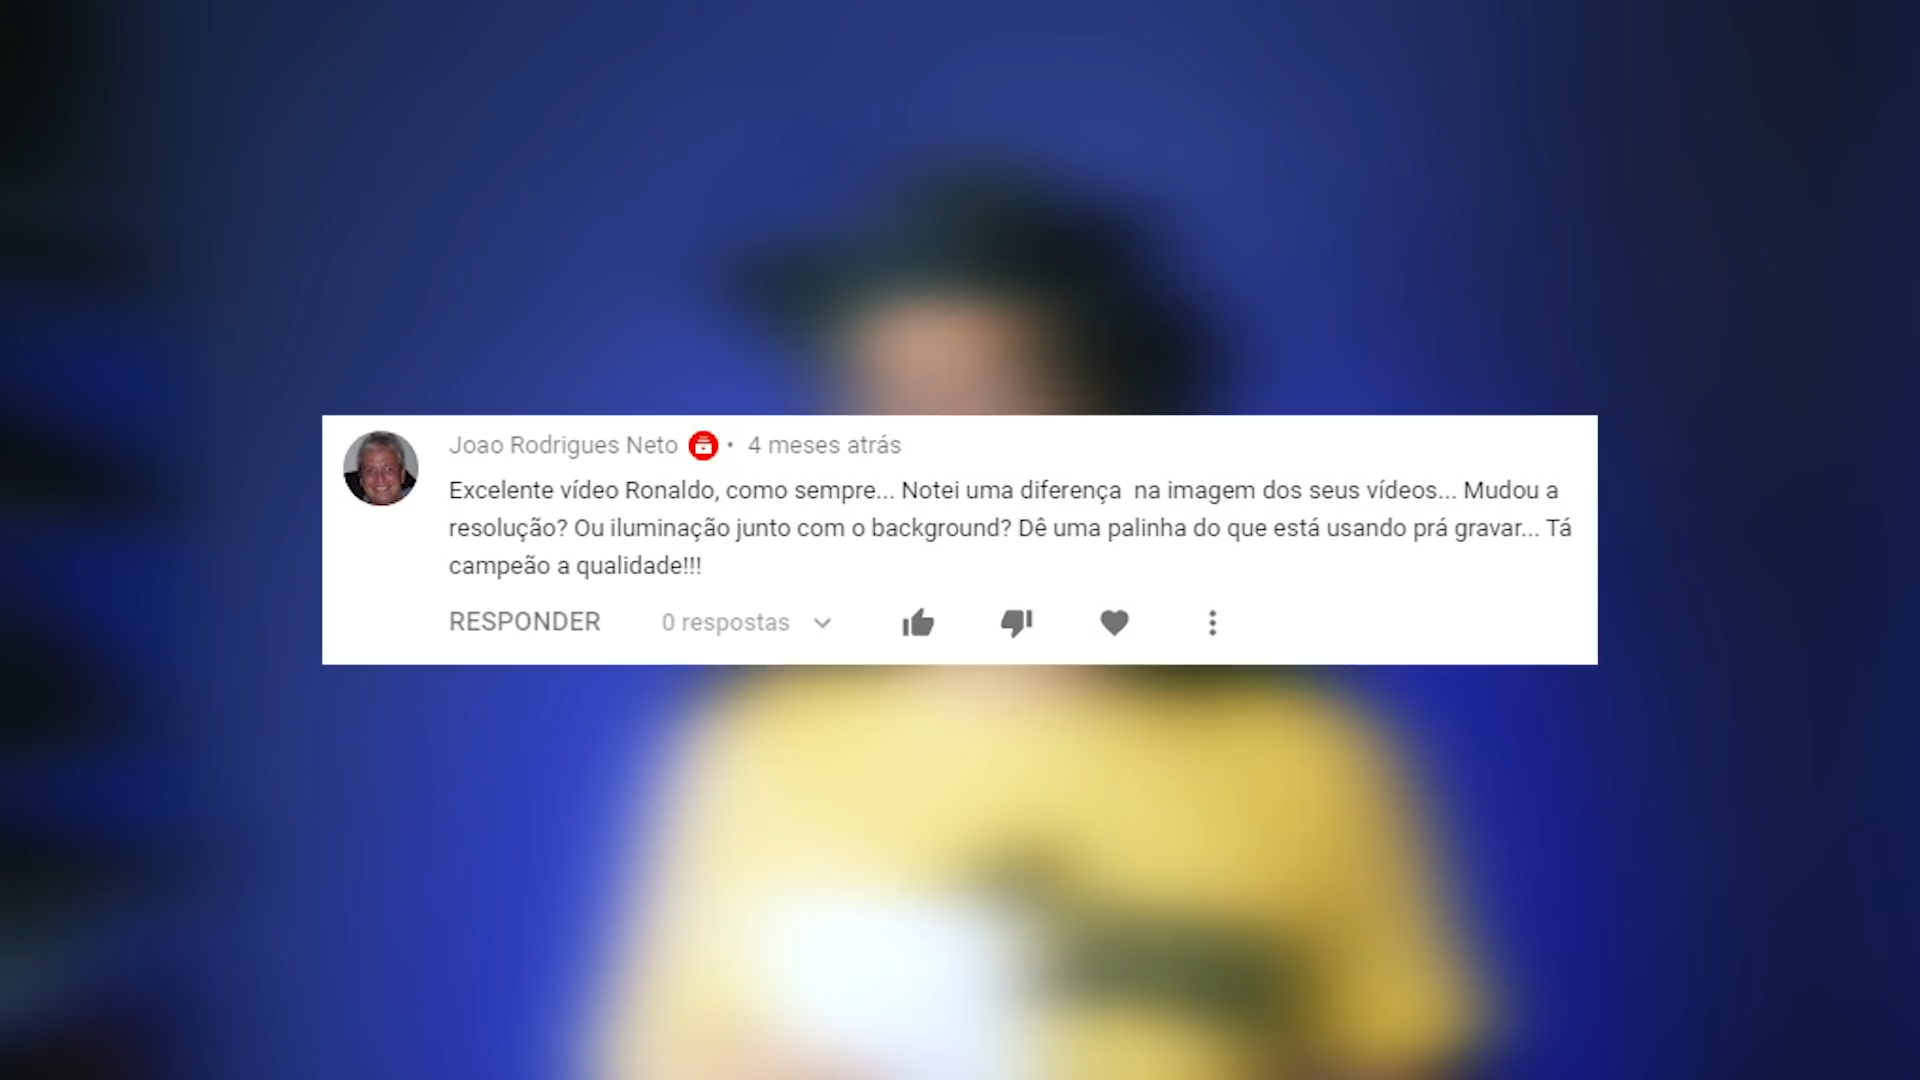 Joao Rodrigues Neto • 4 meses atrás
Excelente vídeo Ronaldo, como sempre... Notei uma diferença  na imagem dos seus vídeos... Mudou a
resolução? Ou iluminação junto com o background? Dê uma palinha do que está usando prá gravar... Tá
campeão a qualidade!!!
RESPONDER 0 respostas